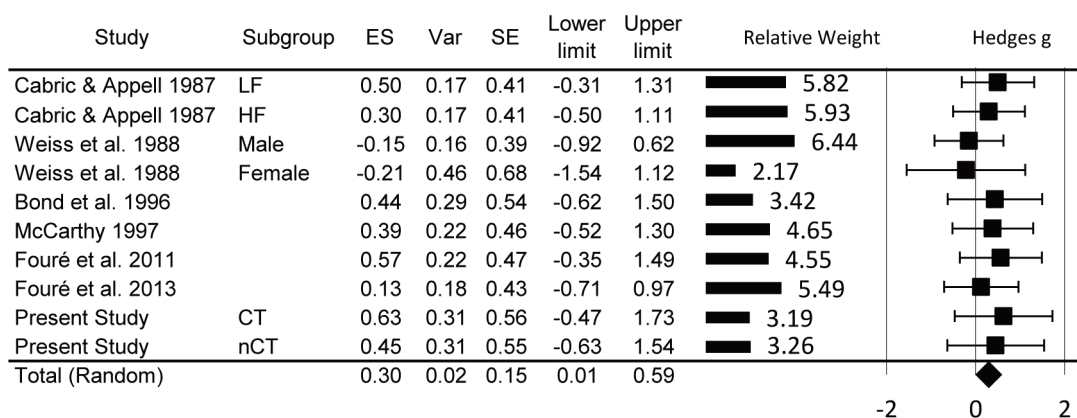 Study Subgroup ES Var SE Lower limit Upper limit Relative Weight Hedges g
Cabric & Appell 1987 LF 0.50 0.17 0.41 -0.31 1.31 5.82
Cabric & Appell 1987 HF 0.30 0.17 0.41 -0.50 1.11 5.93
Weiss et al. 1988 Male -0.15 0.16 0.39 -0.92 0.62 6.44
Weiss et al. 1988 Female -0.21 0.46 0.68 -1.54 1.12 2.17
Bond et al. 1996 0.44 0.29 0.54 -0.62 1.50 3.42
McCarthy 1997 0.39 0.22 0.46 -0.52 1.30 4.65
Fouré et al. 2011 0.57 0.22 0.47 -0.35 1.49 4.55
Fouré et al. 2013 0.13 0.18 0.43 -0.71 0.97 5.49
Present Study CT 0.63 0.31 0.56 -0.47 1.73 3.19
Present Study nCT 0.45 0.31 0.55 -0.63 1.54 3.26
Total (Random) 0.30 0.02 0.15 0.01 0.59
-2 0 2